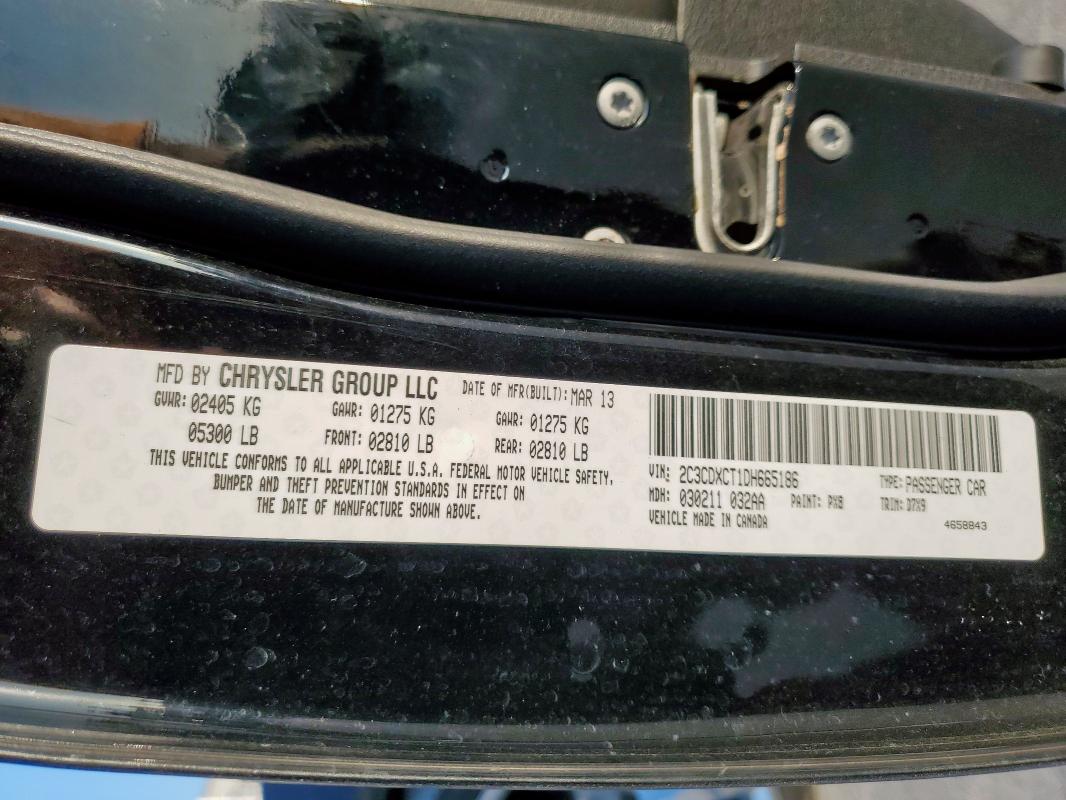 MFD BY CHRYSLER GROUP LLC DATE OF MFR(BUILT): MAR 13
GVWR: 02405 KG GAWR: 01275 KG GAWR: 01275 KG
05300 LB FRONT: 02810 LB REAR: 02810 LB
THIS VEHICLE CONFORMS TO ALL APPLICABLE U.S.A. FEDERAL MOTOR VEHICLE SAFETY,
BUMPER AND THEFT PREVENTION STANDARDS IN EFFECT ON
THE DATE OF MANUFACTURE SHOWN ABOVE.
VIN: 2C3CDXCT1DH665186 TYPE: PASSENGER CAR
MDH: 030211 032AA PAINT: PX8 TRIM: D7X9
VEHICLE MADE IN CANADA 4658843